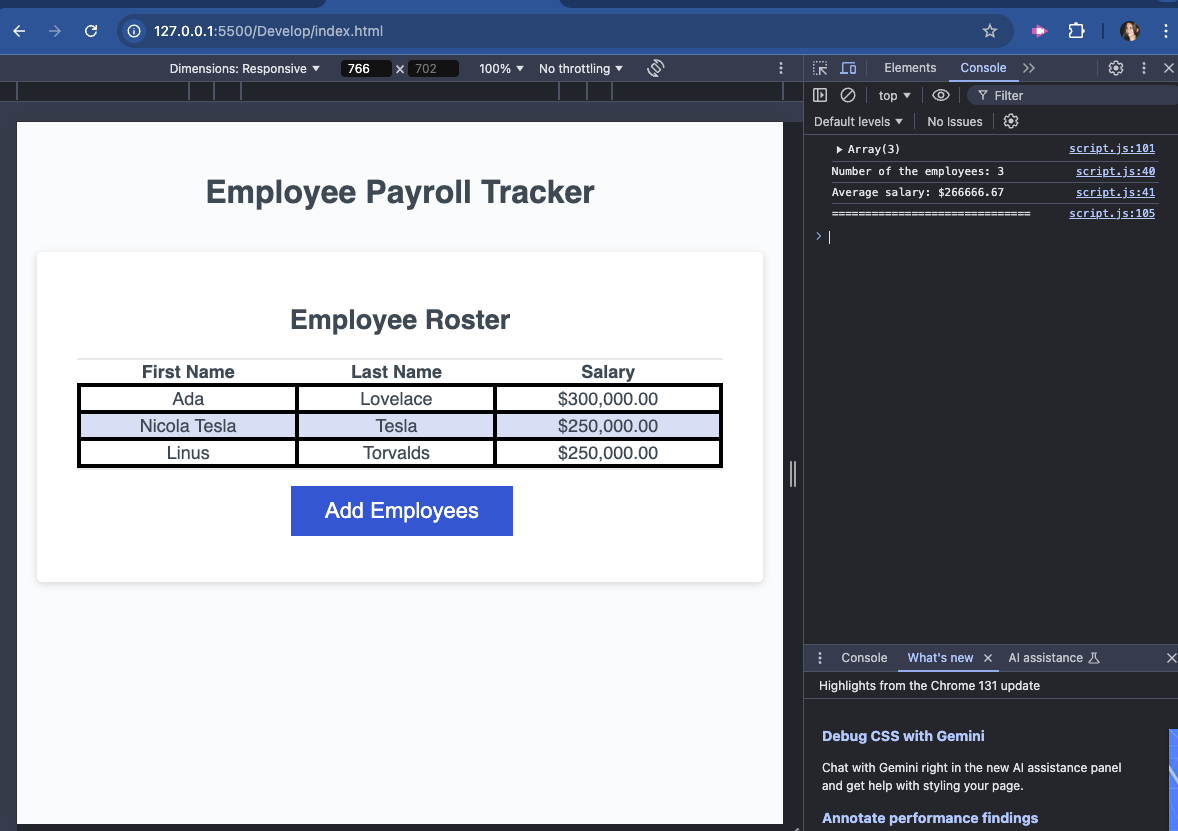 127.0.0.1:5500/Develop/index.html
Dimensions: Responsive 766 x 702 100% No throttling
Employee Payroll Tracker
Employee Roster
First Name Last Name Salary
Ada Lovelace $300,000.00
Nicola Tesla Tesla $250,000.00
Linus Torvalds $250,000.00
Add Employees
Elements Console
top Filter
Default levels No Issues
Array(3) script.js:101
Number of the employees: 3 script.js:40
Average salary: $266666.67 script.js:41
============================== script.js:105
Console What's new AI assistance
Highlights from the Chrome 131 update
Debug CSS with Gemini
Chat with Gemini right in the new AI assistance panel
and get help with styling your page.
Annotate performance findings